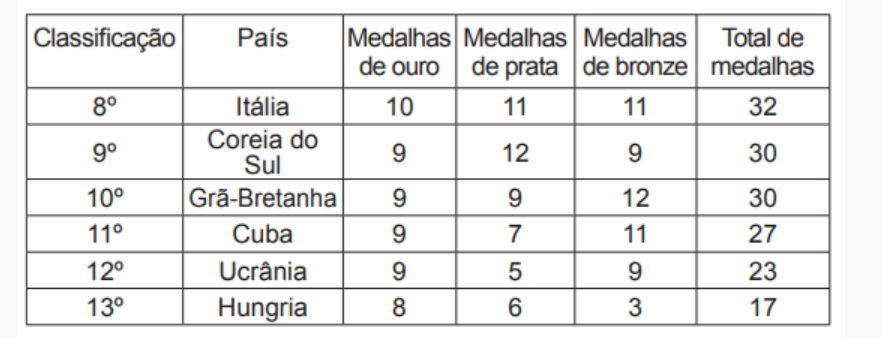 Classificação País Medalhas de ouro Medalhas de prata Medalhas de bronze Total de medalhas
8º Itália 10 11 11 32
9º Coreia do Sul 9 12 9 30
10º Grã-Bretanha 9 9 12 30
11º Cuba 9 7 11 27
12º Ucrânia 9 5 9 23
13º Hungria 8 6 3 17